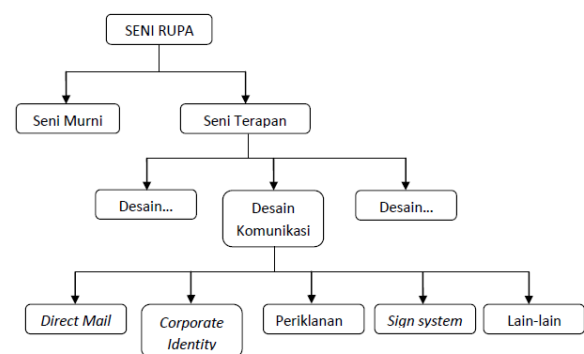 SENI RUPA
Seni Murni
Seni Terapan
Desain...
Desain
Komunikasi
Desain...
Direct Mail
Corporate
Identity
Periklanan
Sign system
Lain-lain